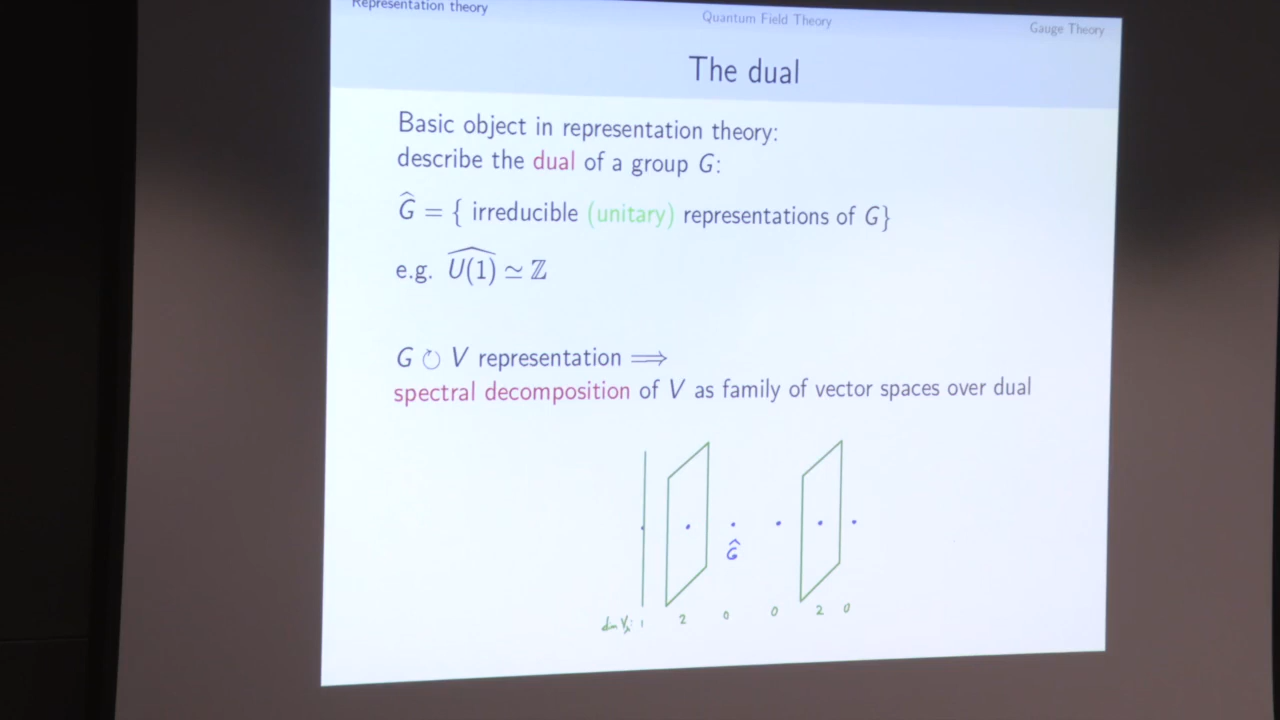 Representation theory Quantum Field Theory Gauge Theory
The dual
Basic object in representation theory:
describe the dual of a group G:
Ĝ = { irreducible (unitary) representations of G}
e.g. \widehat{U(1)} ≃ ℤ
G ↻ V representation ⟹
spectral decomposition of V as family of vector spaces over dual
Ĝ
1 2 0 0 2 0